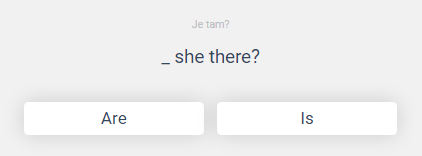 Je tam?
_ she there?
Are
Is